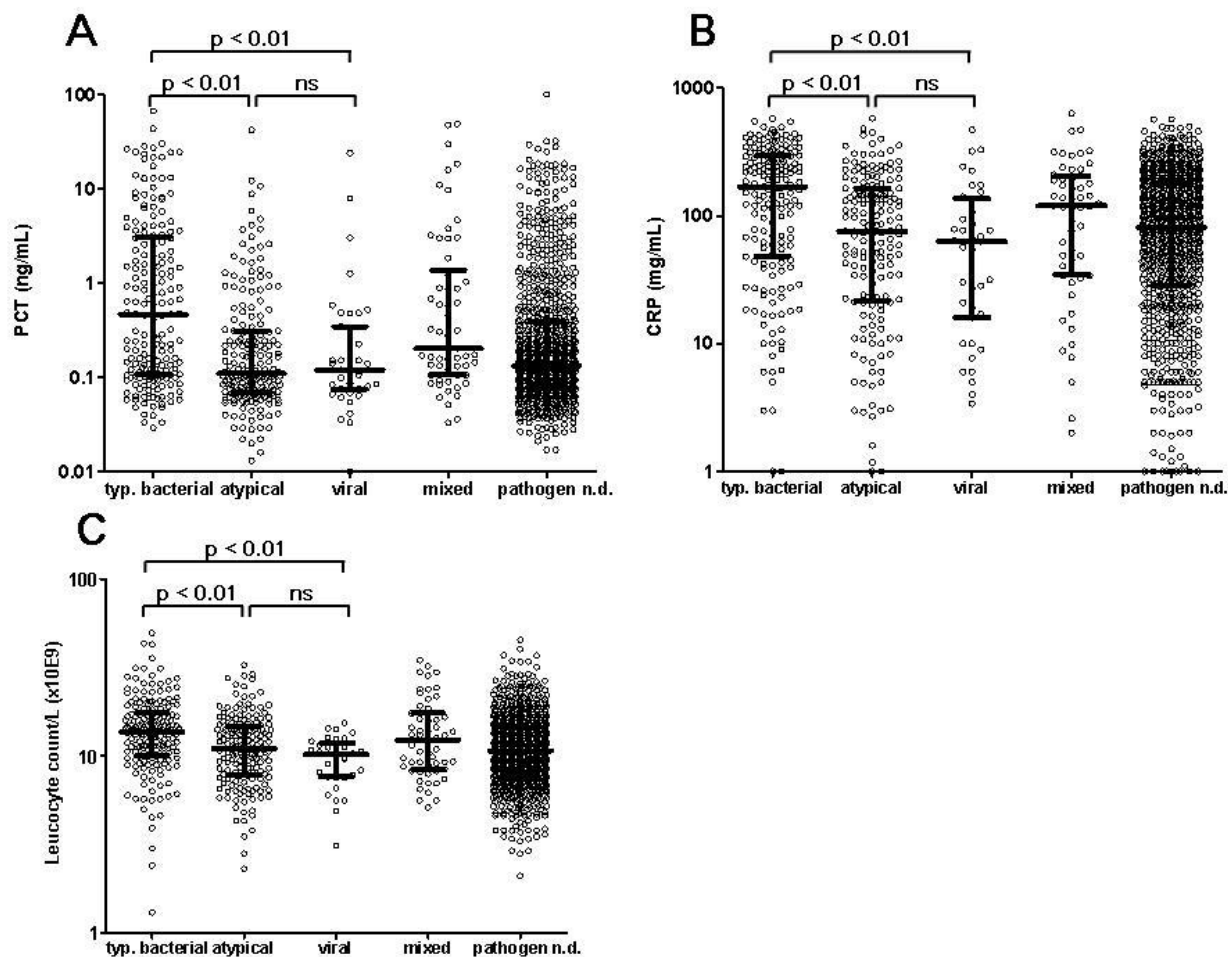 A
p < 0.01
p < 0.01
ns
100
10
1
0.1
0.01
PCT (ng/mL)
typ. bacterial atypical viral mixed pathogen n.d.
B
p < 0.01
p < 0.01
ns
1000
100
10
1
CRP (mg/mL)
typ. bacterial atypical viral mixed pathogen n.d.
C
p < 0.01
p < 0.01
ns
100
10
1
Leucocyte count/L (x10E9)
typ. bacterial atypical viral mixed pathogen n.d.